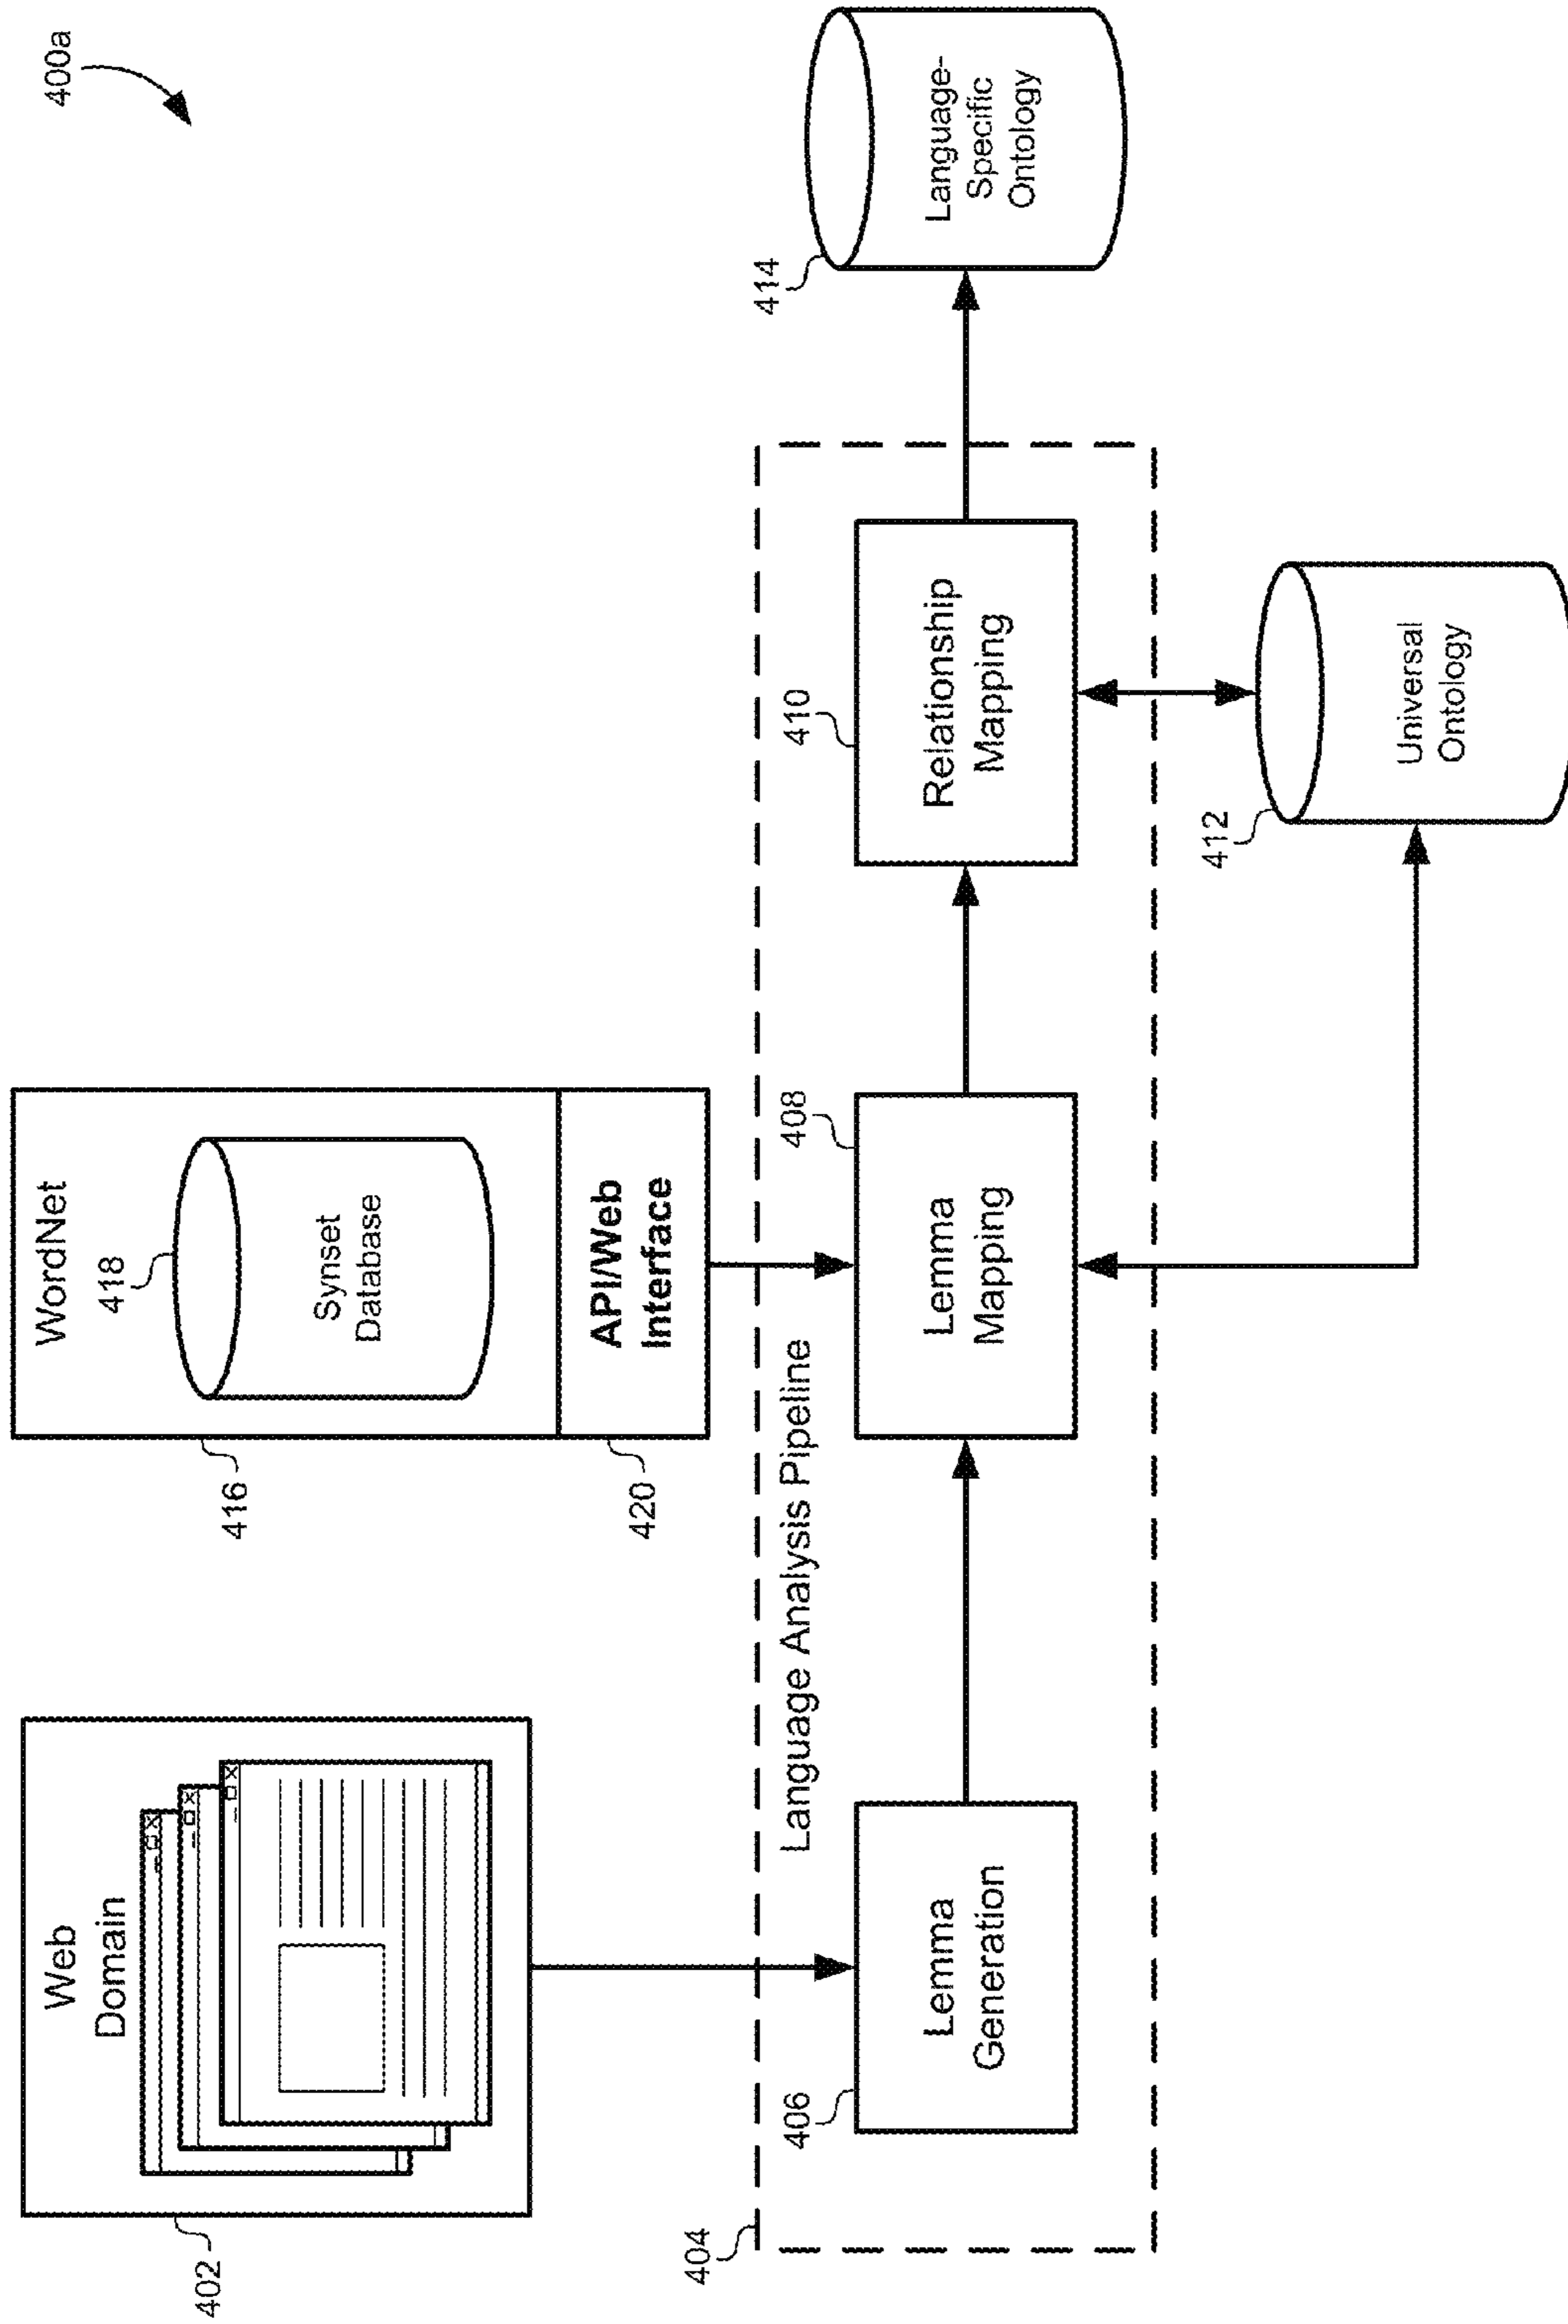 400a
Web
Domain
402
WordNet
418
Synset
Database
416
API/Web
Interface
420
404
Language Analysis Pipeline
406
Lemma
Generation
408
Lemma
Mapping
410
Relationship
Mapping
414
Language-
Specific
Ontology
412
Universal
Ontology